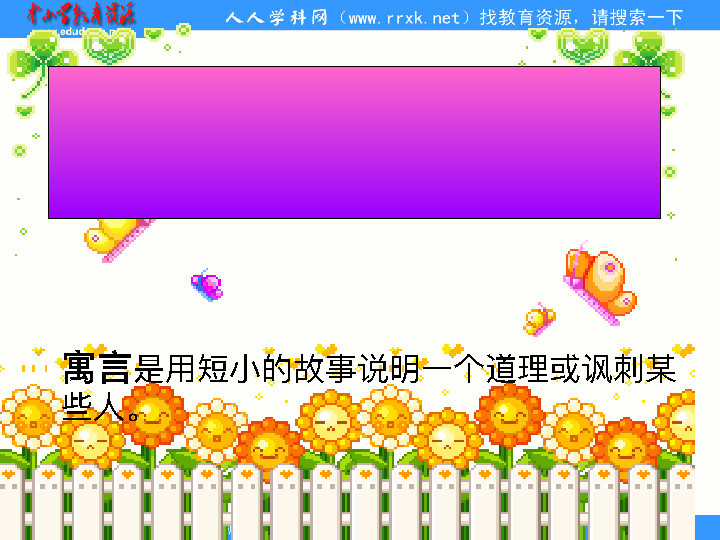 中小学教育资源
.edudown
人人学科网（www.rrxk.net）找教育资源，请搜索一下
寓言是用短小的故事说明一个道理或讽刺某
些人。